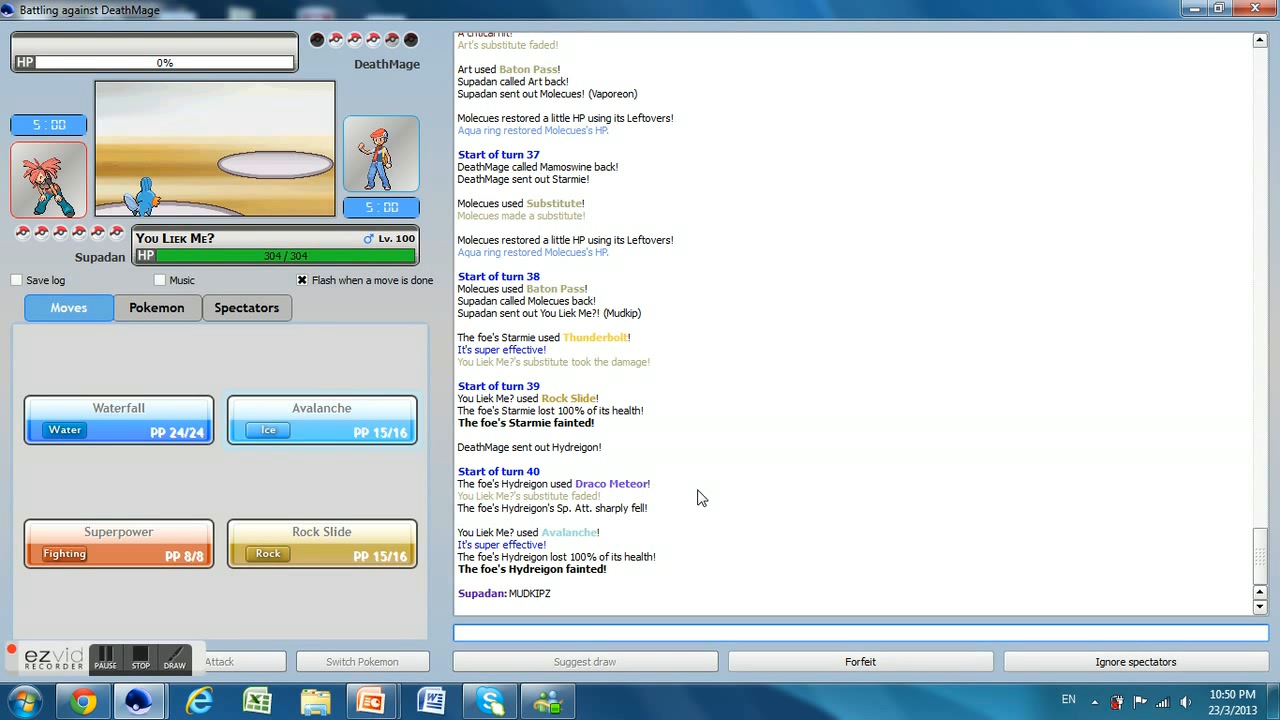 Battling against DeathMage
HP 0%
DeathMage
5:00
5:00
You Liek Me? ♂ Lv. 100
HP 304 / 304
Supadan
Save log
Music
Flash when a move is done
Moves
Pokemon
Spectators
Waterfall
Water PP 24/24
Avalanche
Ice PP 15/16
Superpower
Fighting PP 8/8
Rock Slide
Rock PP 15/16
A critical hit!
Art's substitute faded!
Art used Baton Pass!
Supadan called Art back!
Supadan sent out Molecues! (Vaporeon)
Molecues restored a little HP using its Leftovers!
Aqua ring restored Molecues's HP.
Start of turn 37
DeathMage called Mamoswine back!
DeathMage sent out Starmie!
Molecues used Substitute!
Molecues made a substitute!
Molecues restored a little HP using its Leftovers!
Aqua ring restored Molecues's HP.
Start of turn 38
Molecues used Baton Pass!
Supadan called Molecues back!
Supadan sent out You Liek Me?! (Mudkip)
The foe's Starmie used Thunderbolt!
It's super effective!
You Liek Me?'s substitute took the damage!
Start of turn 39
You Liek Me? used Rock Slide!
The foe's Starmie lost 100% of its health!
The foe's Starmie fainted!
DeathMage sent out Hydreigon!
Start of turn 40
The foe's Hydreigon used Draco Meteor!
You Liek Me?'s substitute faded!
The foe's Hydreigon's Sp. Att. sharply fell!
You Liek Me? used Avalanche!
It's super effective!
The foe's Hydreigon lost 100% of its health!
The foe's Hydreigon fainted!
Supadan: MUDKIPZ
ezvid
RECORDER
PAUSE
STOP
DRAW
Attack
Switch Pokemon
Suggest draw
Forfeit
Ignore spectators
EN
10:50 PM
23/3/2013